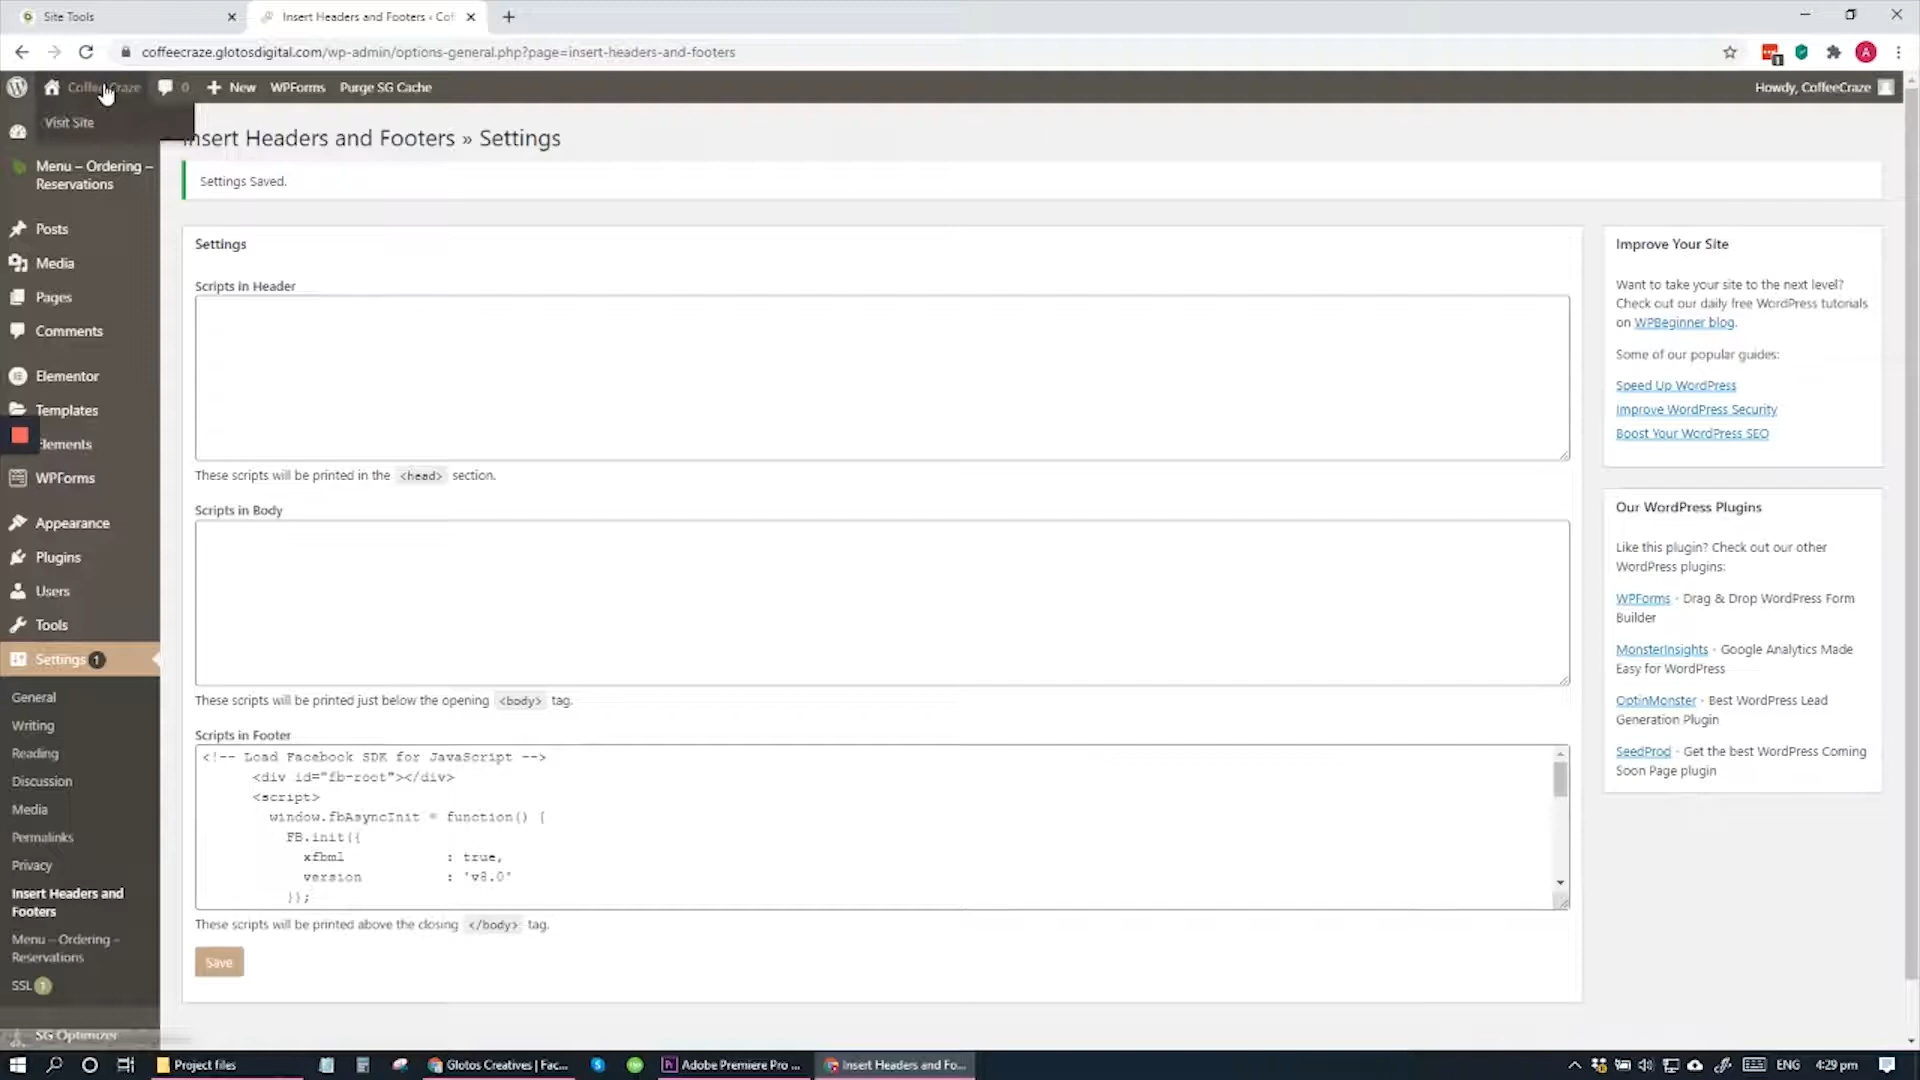 Site Tools
Insert Headers and Footers ‹ Cof
coffeecraze.glotosdigital.com/wp-admin/options-general.php?page=insert-headers-and-footers
1
A
CoffeeCraze
0
New
WPForms
Purge SG Cache
Howdy, CoffeeCraze
Visit Site
Menu – Ordering –
Reservations
Posts
Media
Pages
Comments
Elementor
Templates
Elements
WPForms
Appearance
Plugins
Users
Tools
Settings 1
General
Writing
Reading
Discussion
Media
Permalinks
Privacy
Insert Headers and
Footers
Menu – Ordering –
Reservations
SSL 1
SG Optimizer
Insert Headers and Footers » Settings
Settings Saved.
Settings
Scripts in Header
These scripts will be printed in the <head> section.
Scripts in Body
These scripts will be printed just below the opening <body> tag.
Scripts in Footer
<!-- Load Facebook SDK for JavaScript -->
<div id="fb-root"></div>
<script>
window.fbAsyncInit = function() {
FB.init({
xfbml : true,
version : 'v8.0'
});
These scripts will be printed above the closing </body> tag.
Save
Improve Your Site
Want to take your site to the next level?
Check out our daily free WordPress tutorials
on WPBeginner blog.
Some of our popular guides:
Speed Up WordPress
Improve WordPress Security
Boost Your WordPress SEO
Our WordPress Plugins
Like this plugin? Check out our other
WordPress plugins:
WPForms - Drag & Drop WordPress Form
Builder
MonsterInsights - Google Analytics Made
Easy for WordPress
OptinMonster - Best WordPress Lead
Generation Plugin
SeedProd - Get the best WordPress Coming
Soon Page plugin
Project files
Glotos Creatives | Fac...
Adobe Premiere Pro ...
Insert Headers and Fo...
ENG
4:29 pm